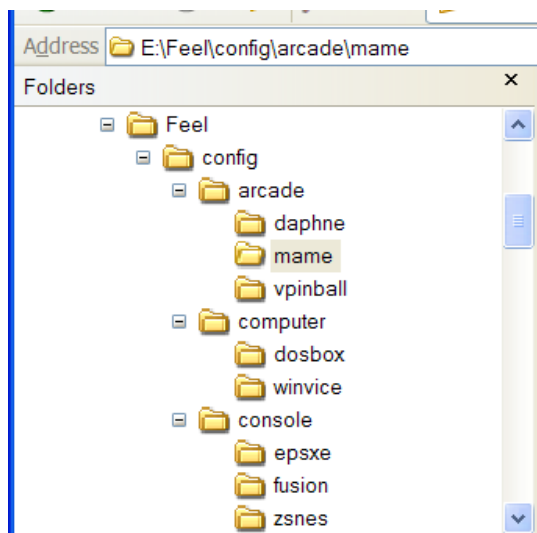 Address E:\Feel\config\arcade\mame
Folders
Feel
config
arcade
daphne
mame
vpinball
computer
dosbox
winvice
console
epsxe
fusion
zsnes